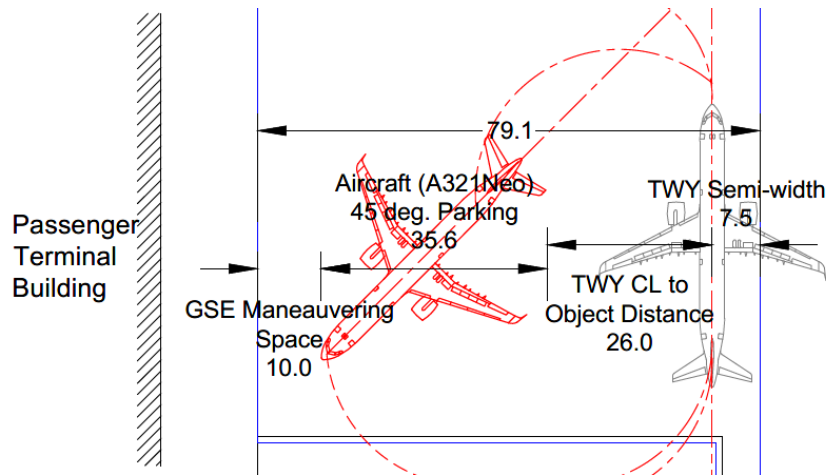 79.1
Aircraft (A321Neo)
45 deg. Parking
35.6
TWY Semi-width
7.5
Passenger
Terminal
Building
GSE Maneauvering
Space
10.0
TWY CL to
Object Distance
26.0